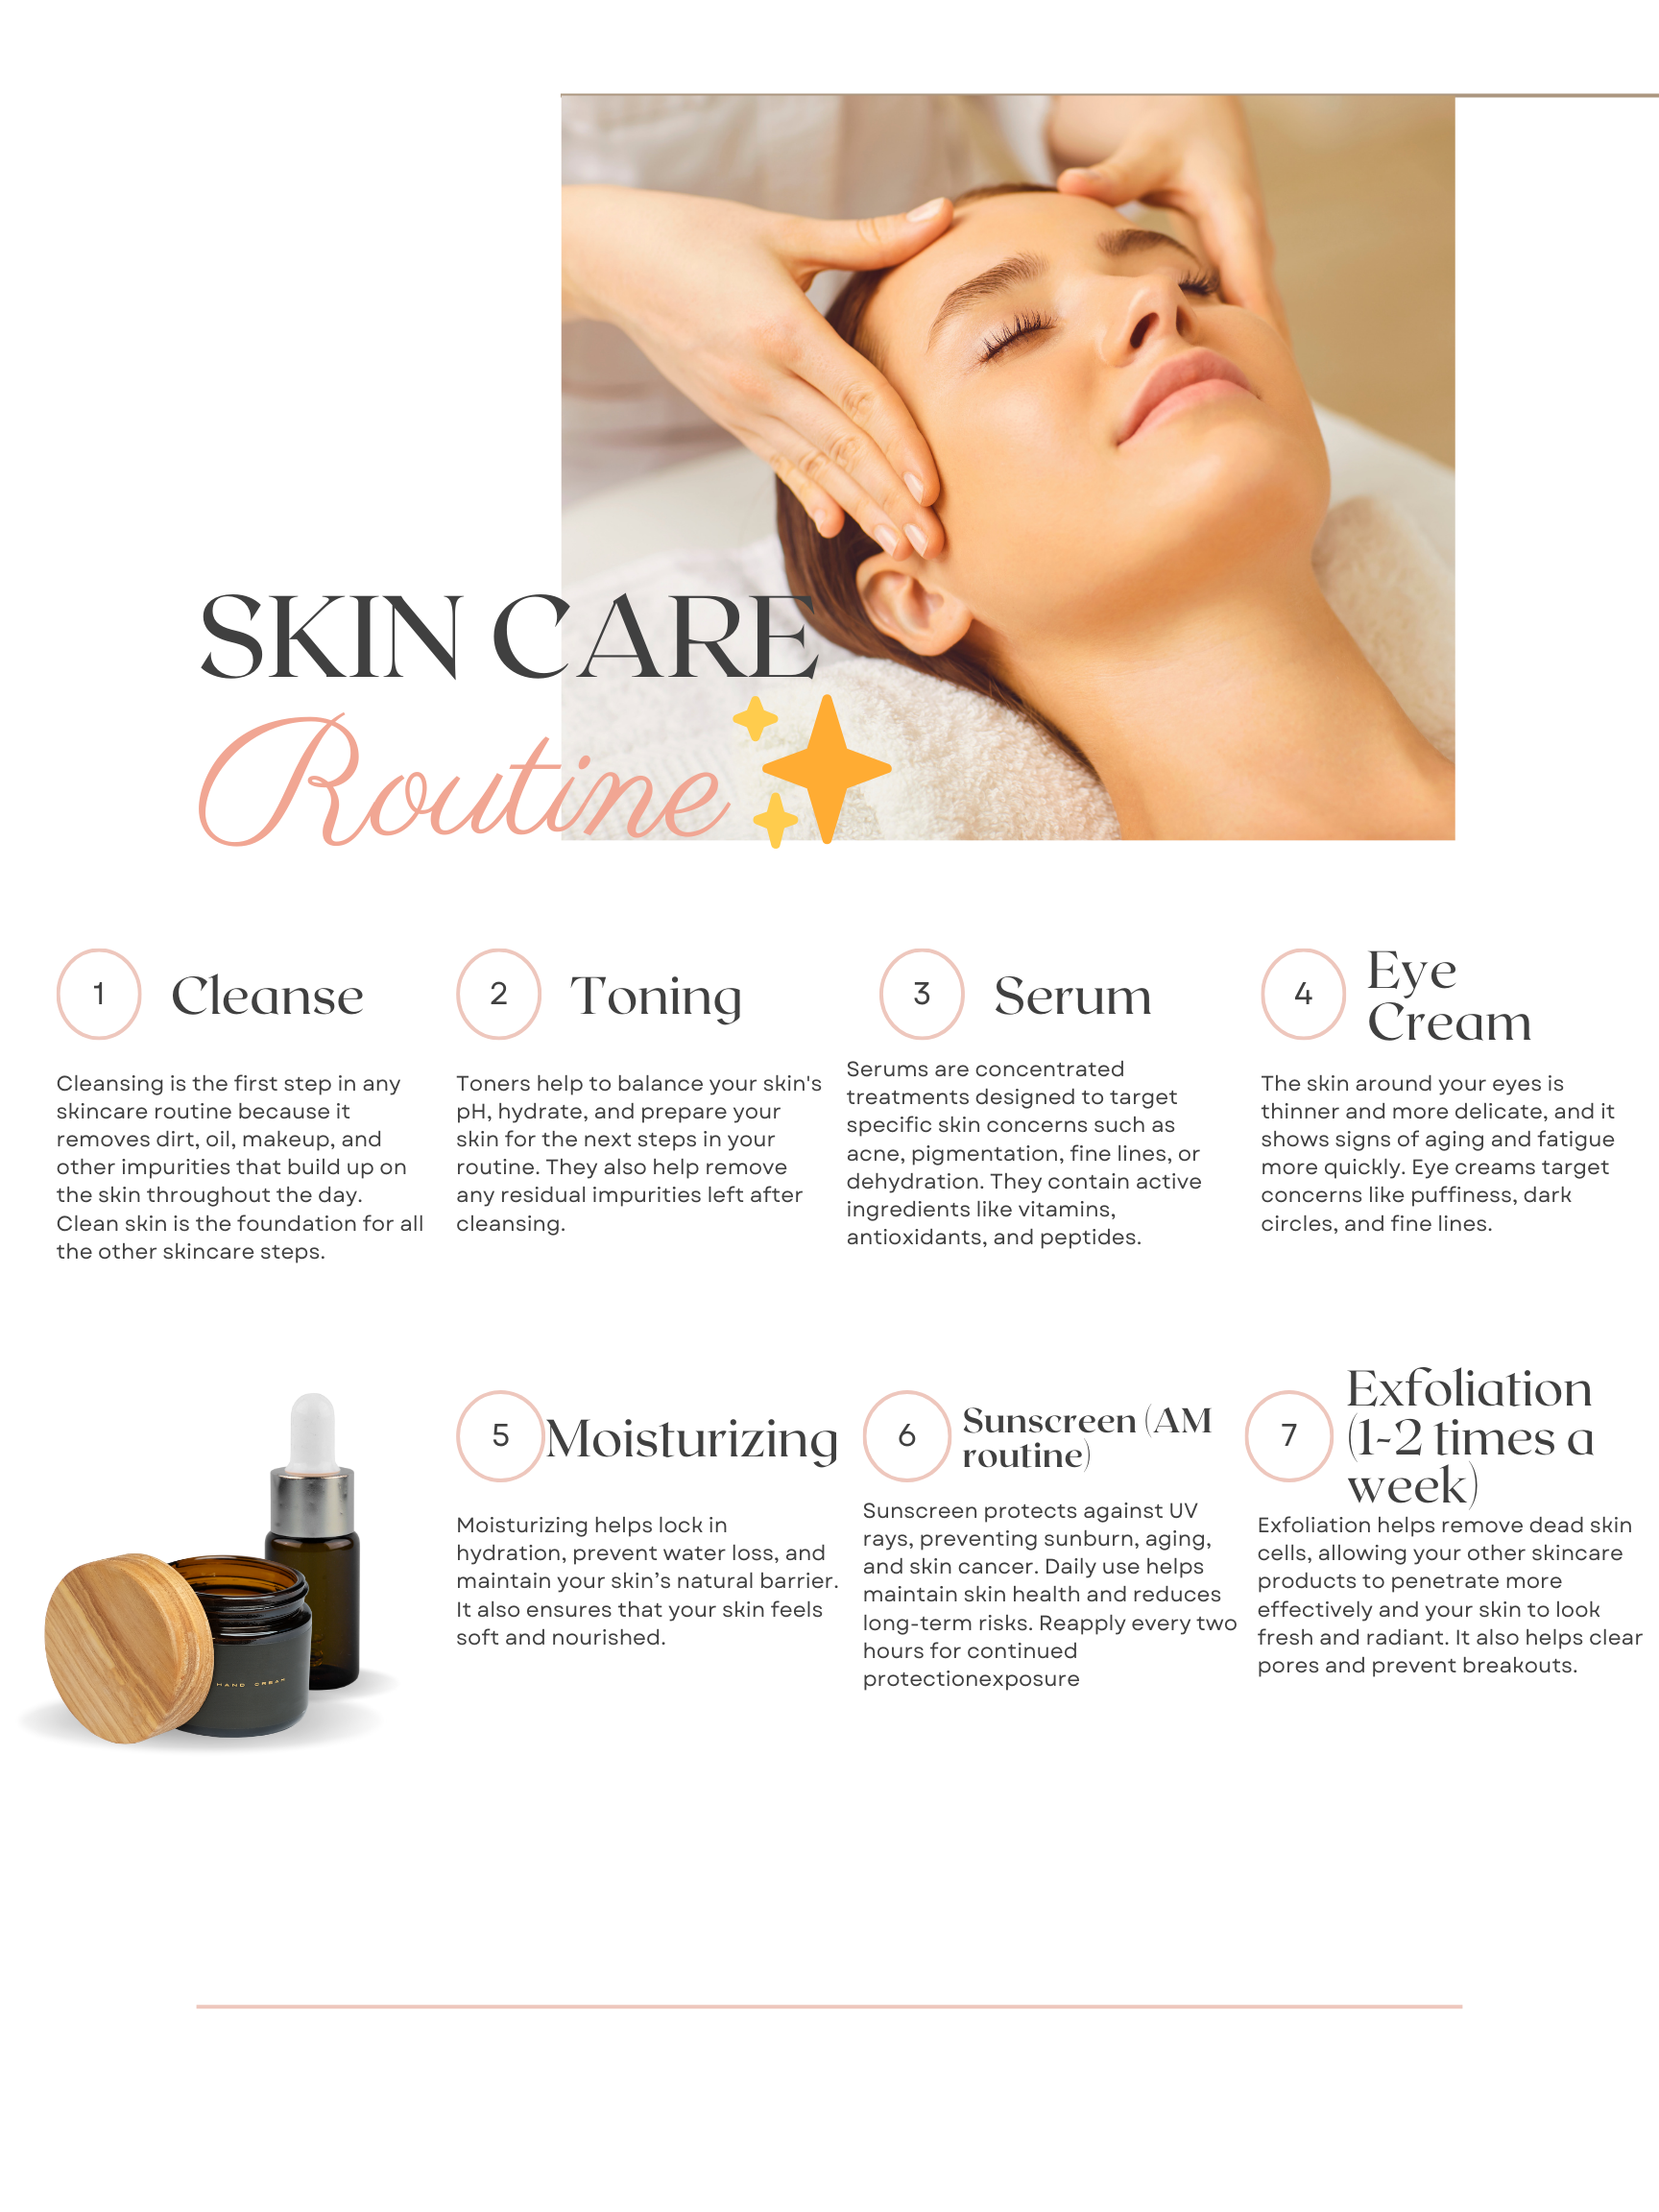 SKIN CARE
Routine
1
Cleanse
Cleansing is the first step in any
skincare routine because it
removes dirt, oil, makeup, and
other impurities that build up on
the skin throughout the day.
Clean skin is the foundation for all
the other skincare steps.
2
Toning
Toners help to balance your skin's
pH, hydrate, and prepare your
skin for the next steps in your
routine. They also help remove
any residual impurities left after
cleansing.
3
Serum
Serums are concentrated
treatments designed to target
specific skin concerns such as
acne, pigmentation, fine lines, or
dehydration. They contain active
ingredients like vitamins,
antioxidants, and peptides.
4
Eye
Cream
The skin around your eyes is
thinner and more delicate, and it
shows signs of aging and fatigue
more quickly. Eye creams target
concerns like puffiness, dark
circles, and fine lines.
HAND CREAM
5
Moisturizing
Moisturizing helps lock in
hydration, prevent water loss, and
maintain your skin’s natural barrier.
It also ensures that your skin feels
soft and nourished.
6
Sunscreen (AM
routine)
Sunscreen protects against UV
rays, preventing sunburn, aging,
and skin cancer. Daily use helps
maintain skin health and reduces
long-term risks. Reapply every two
hours for continued
protectionexposure
7
Exfoliation
(1-2 times a
week)
Exfoliation helps remove dead skin
cells, allowing your other skincare
products to penetrate more
effectively and your skin to look
fresh and radiant. It also helps clear
pores and prevent breakouts.